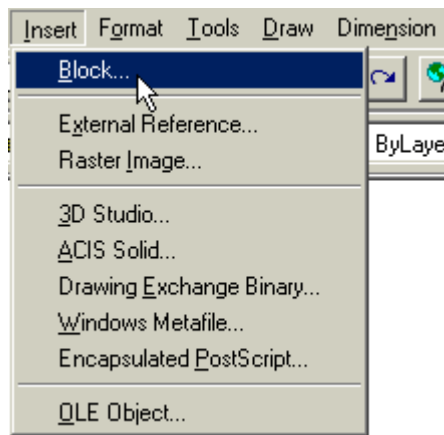 Insert Format Tools Draw Dimension
Block...
External Reference...
ByLaye
Raster Image...
3D Studio...
ACIS Solid...
Drawing Exchange Binary...
Windows Metafile...
Encapsulated PostScript...
OLE Object...